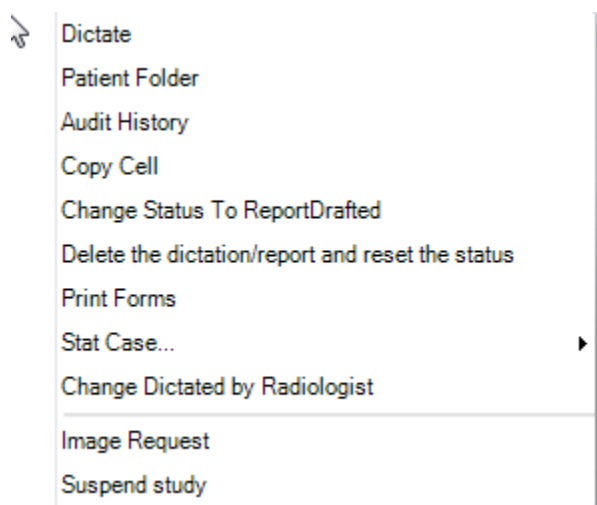 Dictate
Patient Folder
Audit History
Copy Cell
Change Status To ReportDrafted
Delete the dictation/report and reset the status
Print Forms
Stat Case...
Change Dictated by Radiologist
Image Request
Suspend study